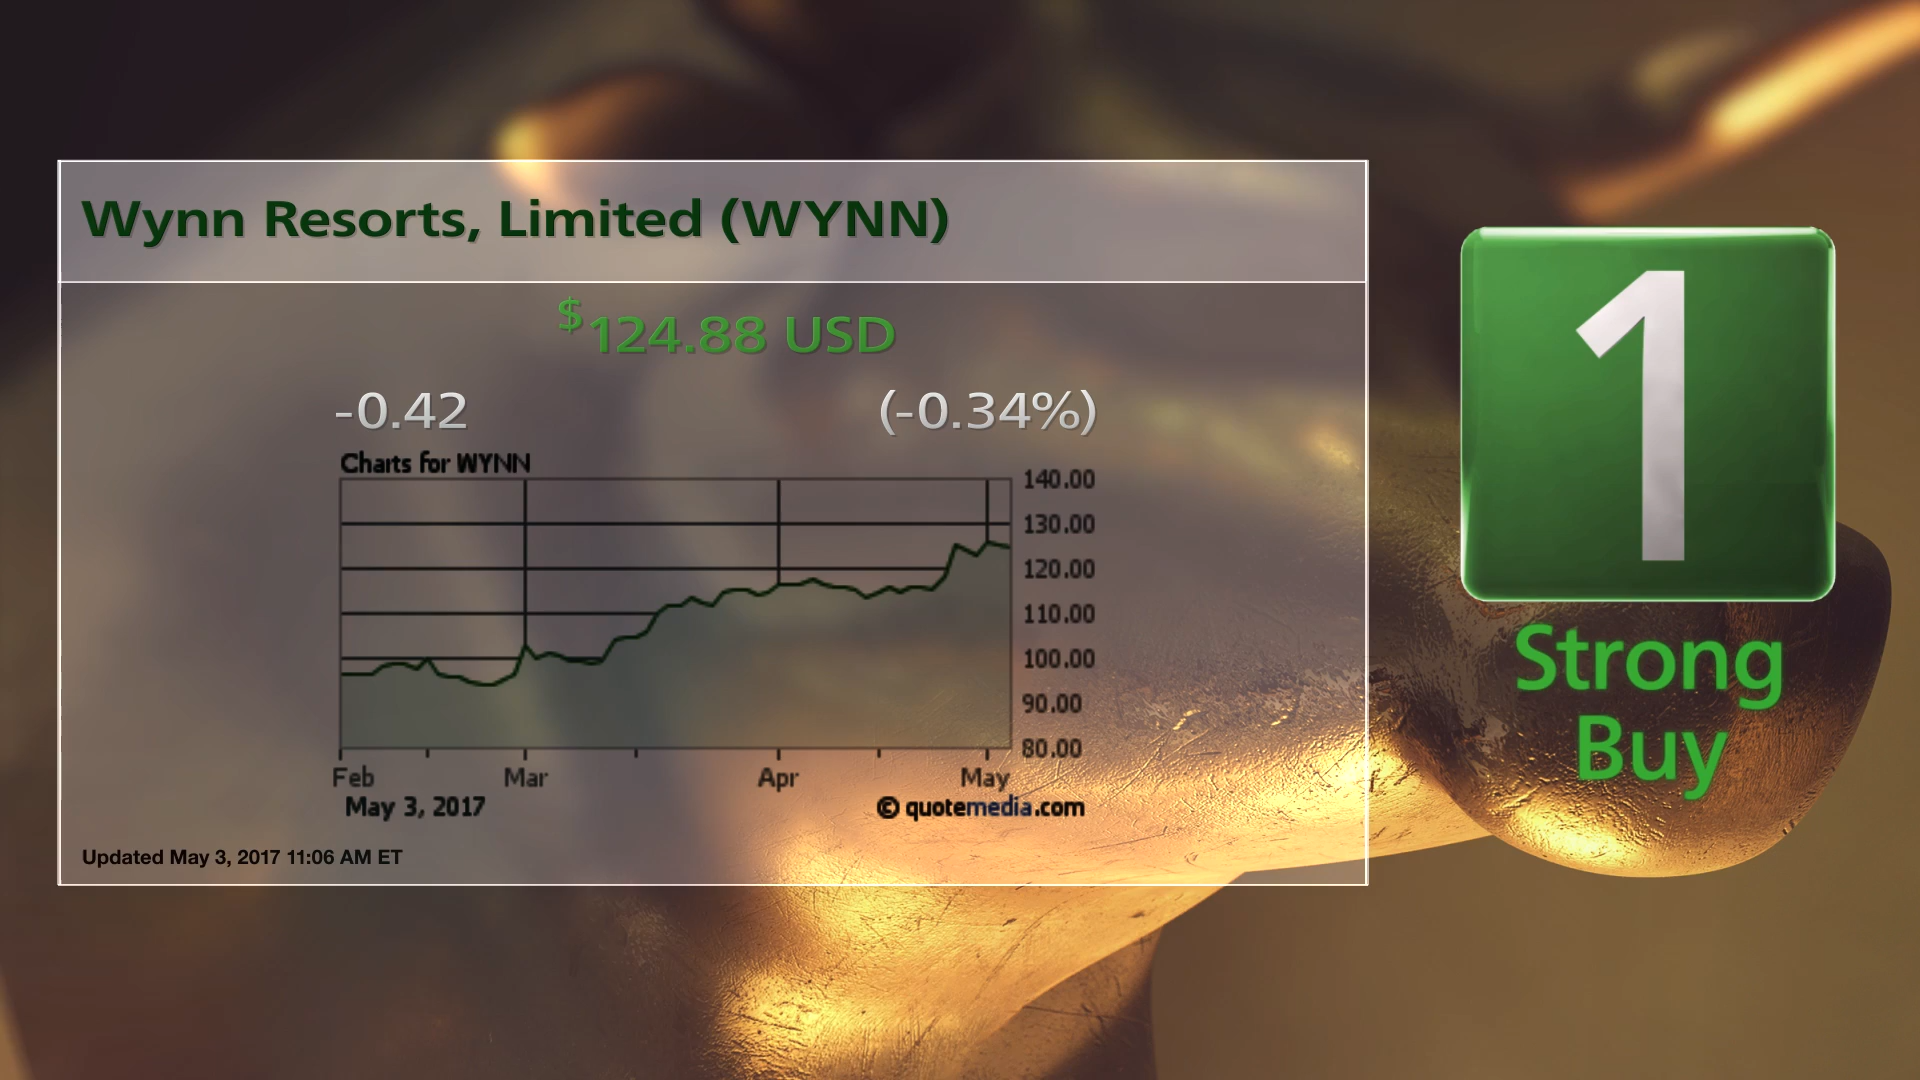 Wynn Resorts, Limited (WYNN)
$124.88 USD
-0.42 (-0.34%)
Charts for WYNN
140.00
130.00
120.00
110.00
100.00
90.00
80.00
Feb Mar Apr May
May 3, 2017 © quotemedia.com
Updated May 3, 2017 11:06 AM ET
1
Strong
Buy